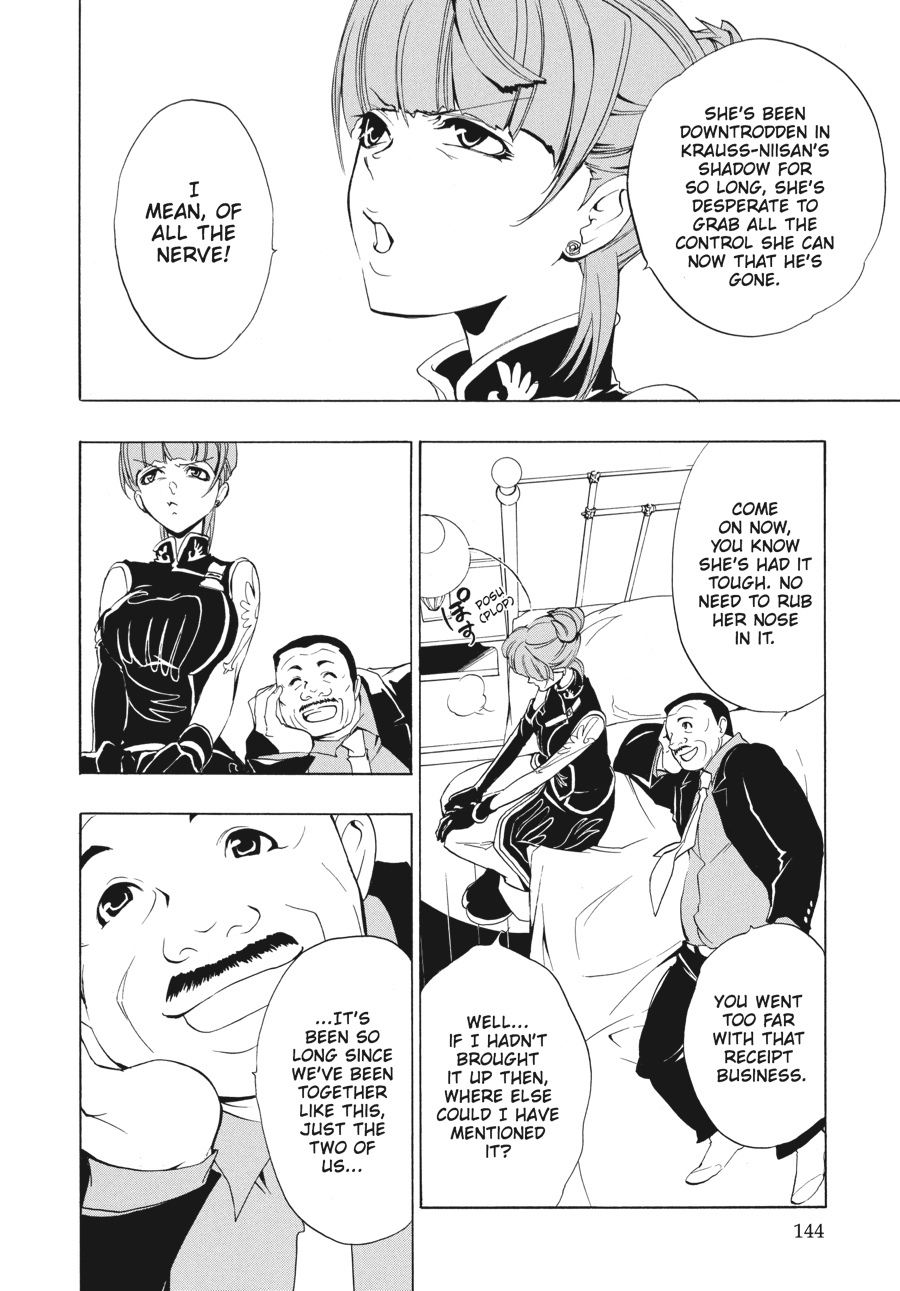 SHE'S BEEN
DOWNTRODDEN IN
KRAUSS-NIISAN'S
SHADOW FOR
SO LONG, SHE'S
DESPERATE TO
GRAB ALL THE
CONTROL SHE CAN
NOW THAT HE'S
GONE.
I
MEAN, OF
ALL THE
NERVE!
COME
ON NOW,
YOU KNOW
SHE'S HAD IT
TOUGH. NO
NEED TO RUB
HER NOSE
IN IT.
ぽす
POSU
(PLOP)
YOU WENT
TOO FAR
WITH THAT
RECEIPT
BUSINESS.
WELL...
IF I HADN'T
BROUGHT
IT UP THEN,
WHERE ELSE
COULD I HAVE
MENTIONED
IT?
...IT'S
BEEN SO
LONG SINCE
WE'VE BEEN
TOGETHER
LIKE THIS,
JUST THE
TWO OF
US...
144